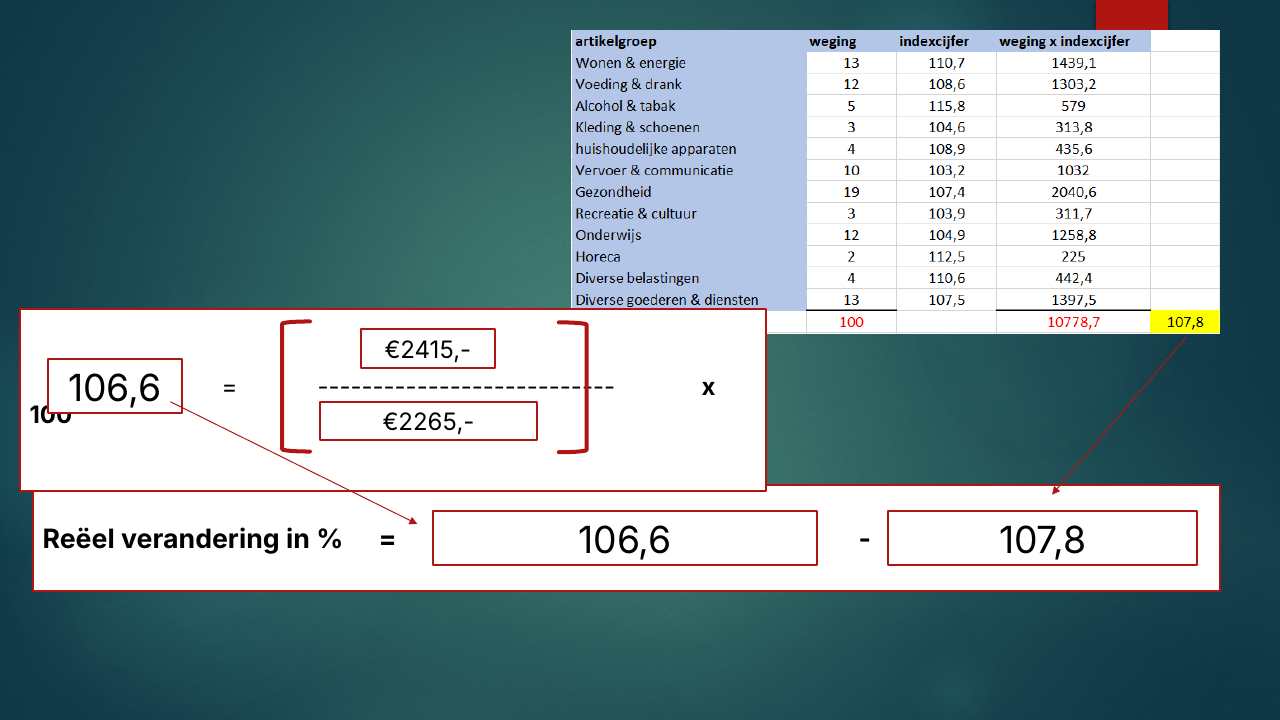 artikelgroep weging indexcijfer weging x indexcijfer
Wonen & energie 13 110,7 1439,1
Voeding & drank 12 108,6 1303,2
Alcohol & tabak 5 115,8 579
Kleding & schoenen 3 104,6 313,8
huishoudelijke apparaten 4 108,9 435,6
Vervoer & communicatie 10 103,2 1032
Gezondheid 19 107,4 2040,6
Recreatie & cultuur 3 103,9 311,7
Onderwijs 12 104,9 1258,8
Horeca 2 112,5 225
Diverse belastingen 4 110,6 442,4
Diverse goederen & diensten 13 107,5 1397,5
100 10778,7 107,8
€2415,-
106,6 = ------------------------------ x
100
€2265,-
Reëel verandering in % = 106,6 - 107,8